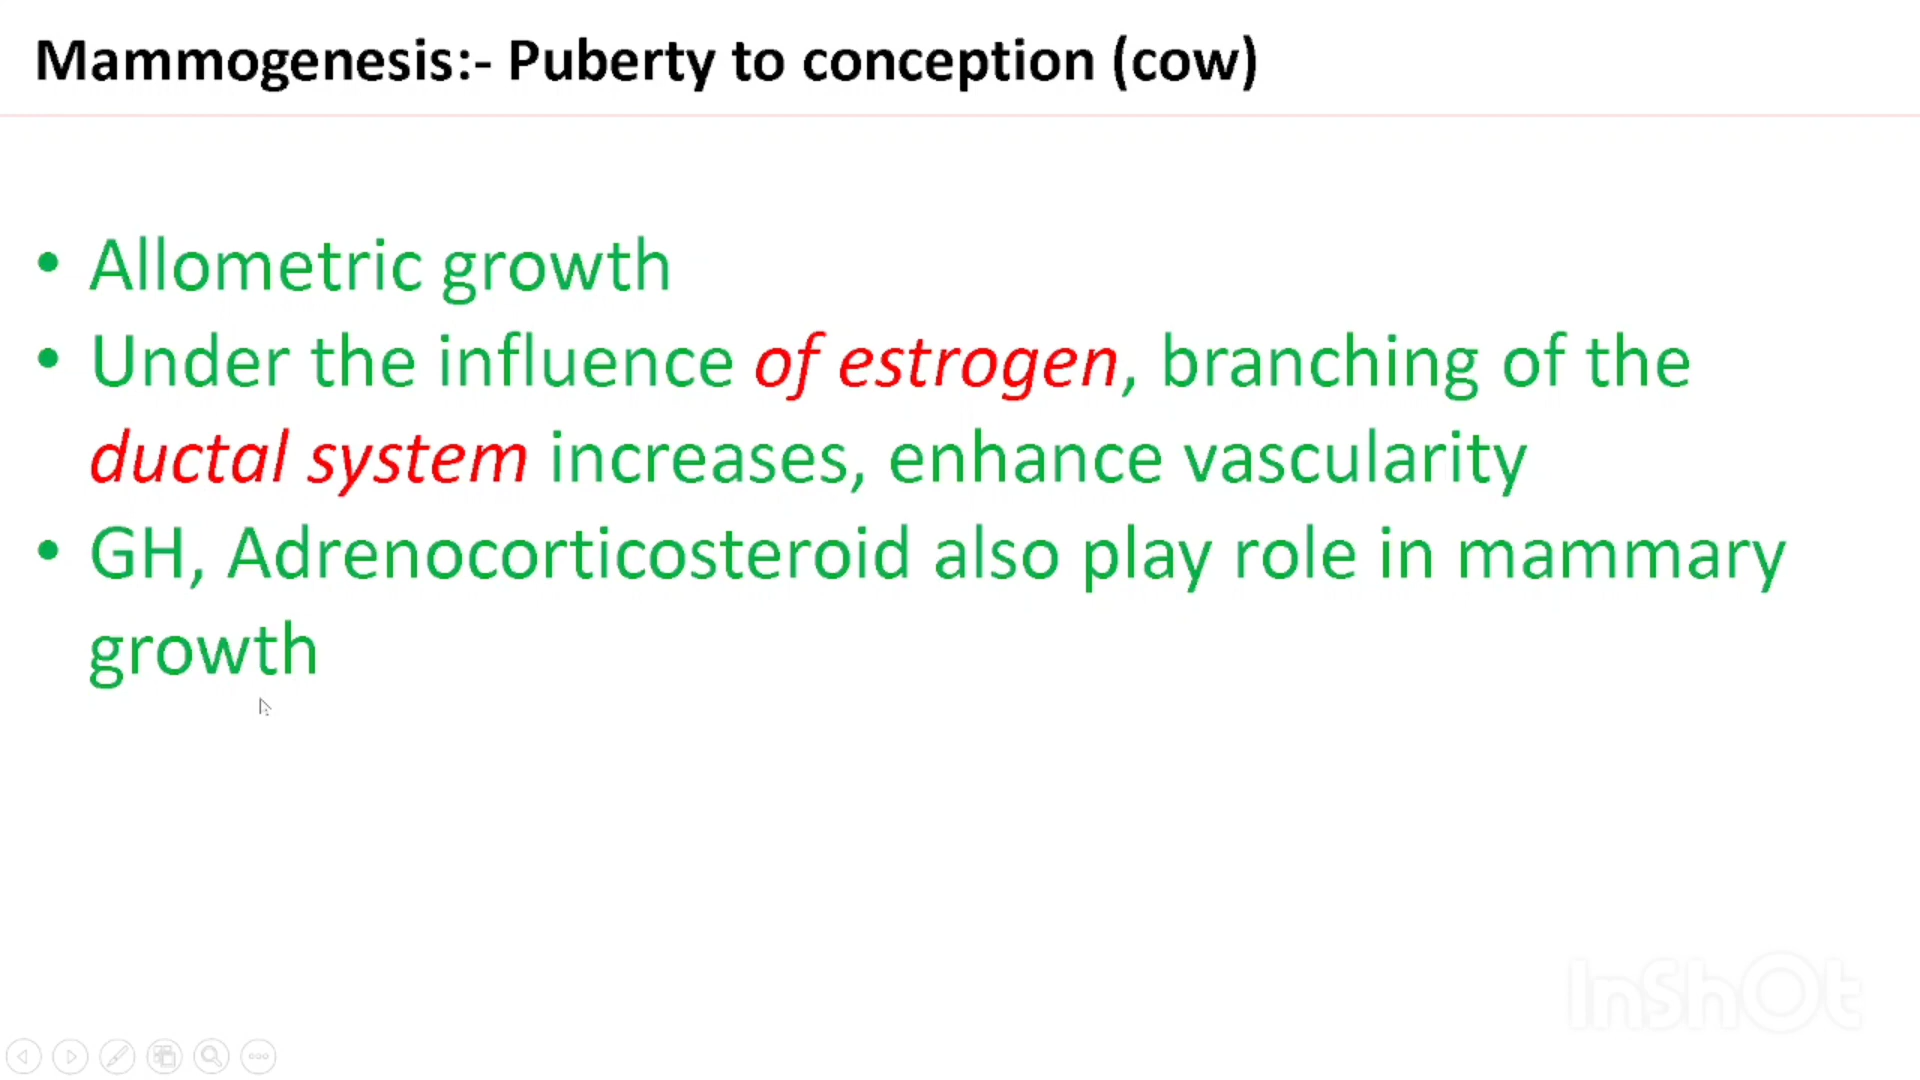 Mammogenesis:- Puberty to conception (cow)
• Allometric growth
• Under the influence of estrogen, branching of the
ductal system increases, enhance vascularity
• GH, Adrenocorticosteroid also play role in mammary
growth
InShOt